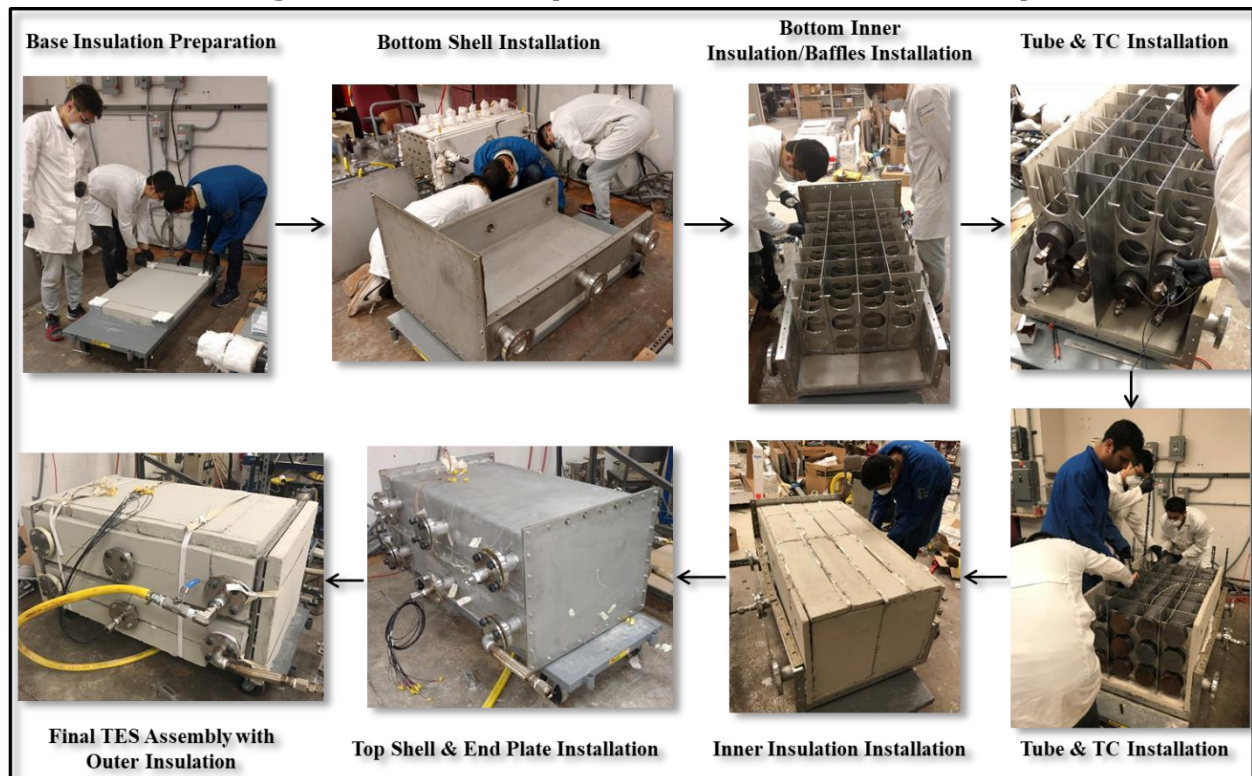 Base Insulation Preparation
Bottom Shell Installation
Bottom Inner
Insulation/Baffles Installation
Tube & TC Installation
Final TES Assembly with
Outer Insulation
Top Shell & End Plate Installation
Inner Insulation Installation
Tube & TC Installation